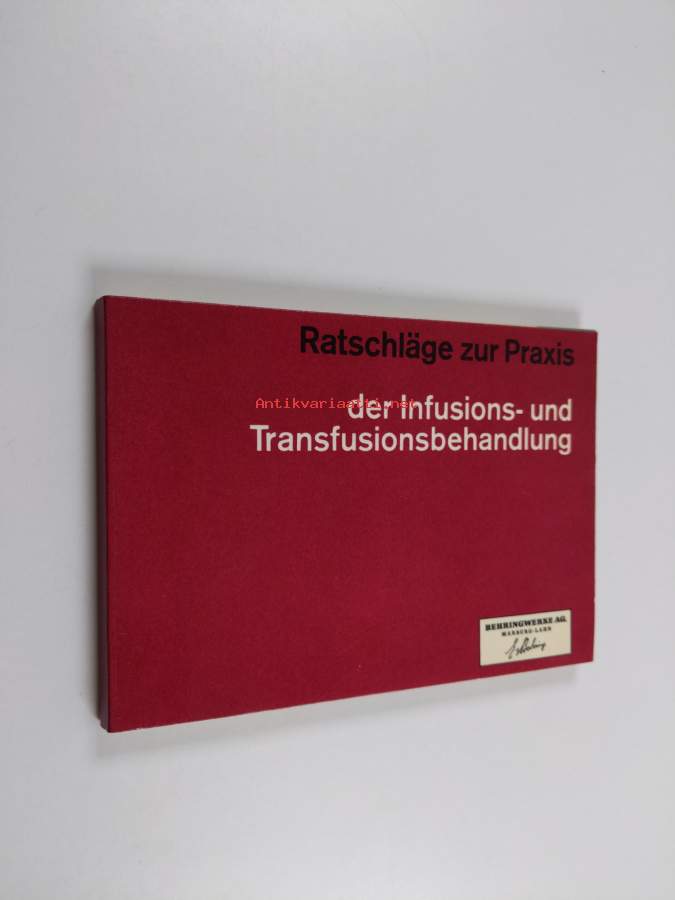 Ratschläge zur Praxis
Antikvariaatti.net
der Infusions- und
Transfusionsbehandlung
BEHRINGWERKE AG.
MARBURG-LAHN